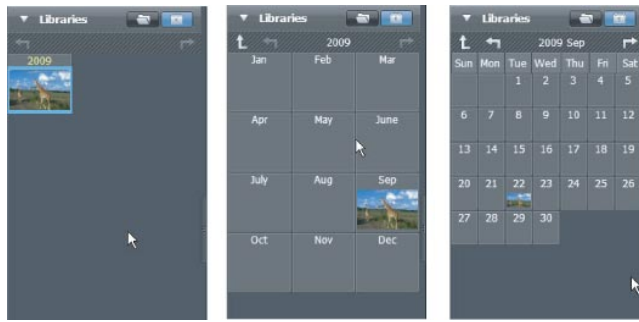 Libraries
2009
Libraries
2009
Jan Feb Mar
Apr May June
July Aug Sep
Oct Nov Dec
Libraries
2009 Sep
Sun Mon Tue Wed Thu Fri Sat
1 2 3 4 5
6 7 8 9 10 11 12
13 14 15 16 17 18 19
20 21 22 23 24 25 26
27 28 29 30